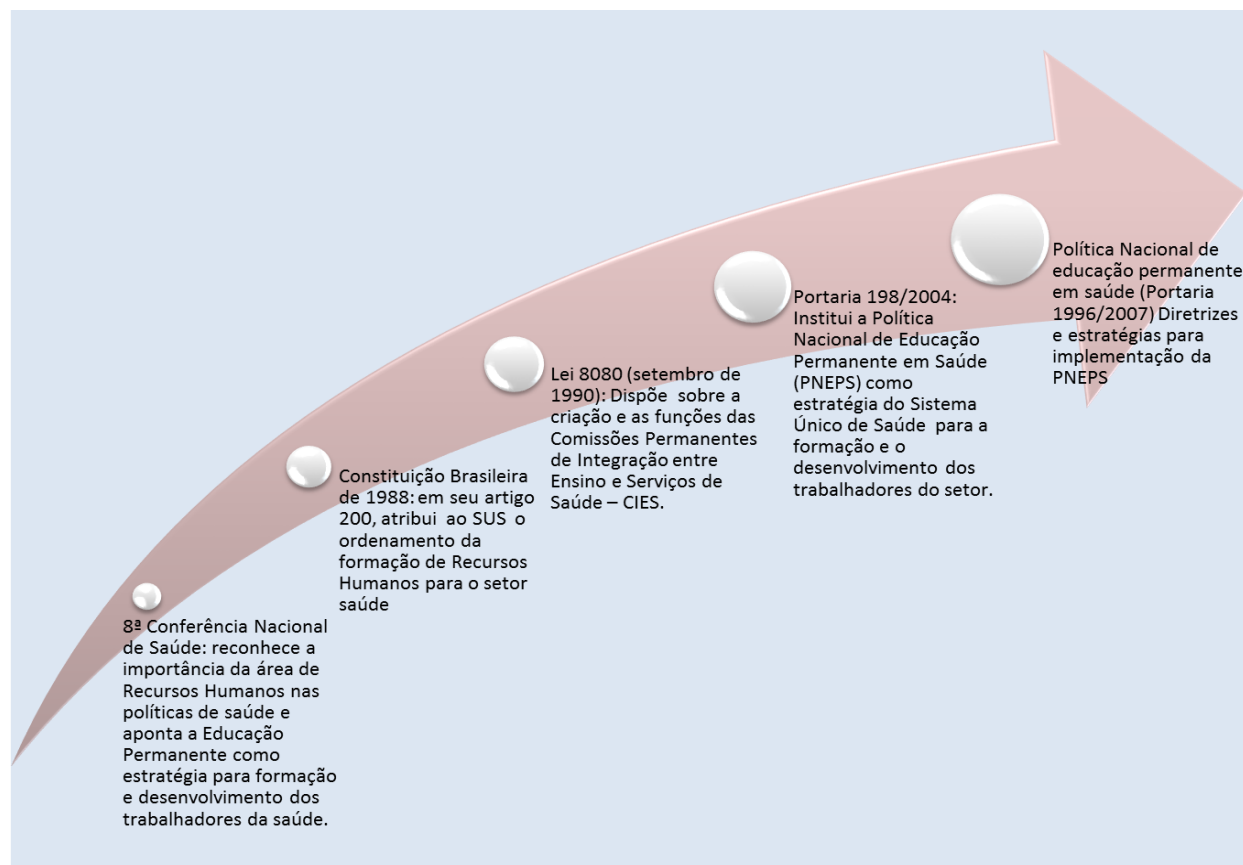 8ª Conferência Nacional
de Saúde: reconhece a
importância da área de
Recursos Humanos nas
políticas de saúde e
aponta a Educação
Permanente como
estratégia para formação
e desenvolvimento dos
trabalhadores da saúde.
Constituição Brasileira
de 1988: em seu artigo
200, atribui ao SUS o
ordenamento da
formação de Recursos
Humanos para o setor
saúde
Lei 8080 (setembro de
1990): Dispõe sobre a
criação e as funções das
Comissões Permanentes
de Integração entre
Ensino e Serviços de
Saúde – CIES.
Portaria 198/2004:
Institui a Política
Nacional de Educação
Permanente em Saúde
(PNEPS) como
estratégia do Sistema
Único de Saúde para a
formação e o
desenvolvimento dos
trabalhadores do setor.
Política Nacional de
educação permanente
em saúde (Portaria
1996/2007) Diretrizes
e estratégias para
implementação da
PNEPS